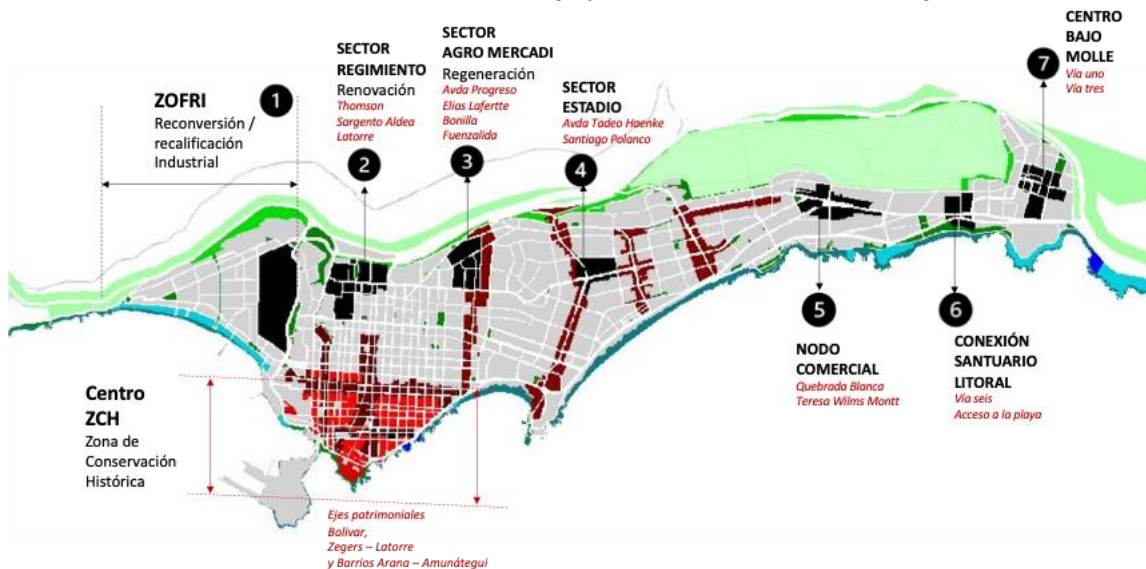 1
ZOFRI
Reconversión /
recalificación
Industrial
SECTOR
REGIMIENTO
Renovación
Thomson
Sargento Aldea
Latorre
2
SECTOR
AGRO MERCADI
Regeneración
Avda Progreso
Elias Lafertte
Bonilla
Fuenzalida
3
SECTOR
ESTADIO
Avda Tadeo Haenke
Santiago Polanco
4
CENTRO
BAJO
MOLLE
Vía uno
Vía tres
7
5
NODO
COMERCIAL
Quebrada Blanca
Teresa Wilms Montt
6
CONEXIÓN
SANTUARIO
LITORAL
Vía seis
Acceso a la playa
Centro
ZCH
Zona de
Conservación
Histórica
Ejes patrimoniales
Bolivar,
Zegers – Latorre
y Barrios Arana – Amunátegui